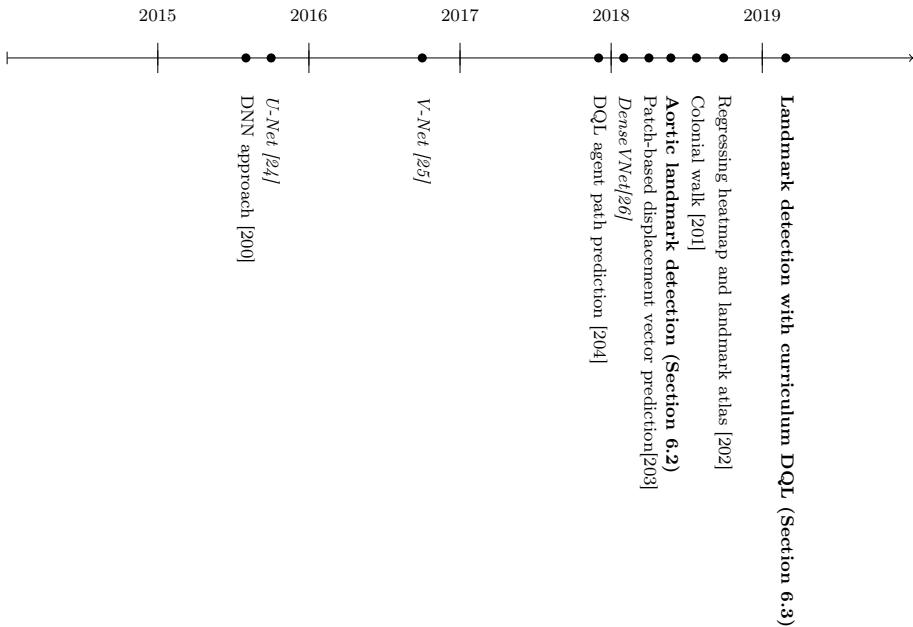 2015
2016
2017
2018
2019
DNN approach [200]
U-Net [24]
V-Net [25]
DQL agent path prediction [204]
DenseVNet[26]
Patch-based displacement vector prediction[203]
Aortic landmark detection (Section 6.2)
Colonial walk [201]
Regressing heatmap and landmark atlas [202]
Landmark detection with curriculum DQL (Section 6.3)